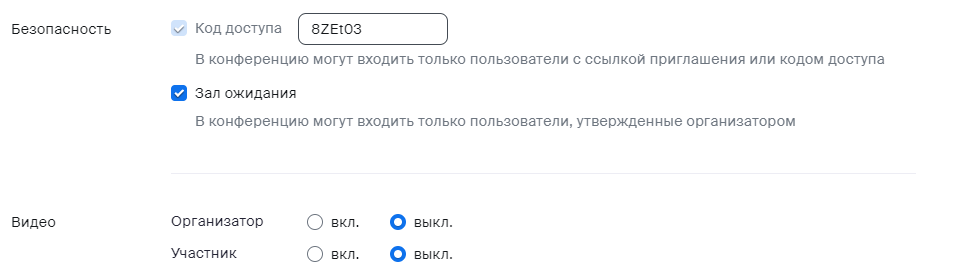 Безопасность Код доступа 8ZEt03
В конференцию могут входить только пользователи с ссылкой приглашения или кодом доступа
Зал ожидания
В конференцию могут входить только пользователи, утвержденные организатором
Видео Организатор вкл. выкл.
Участник вкл. выкл.